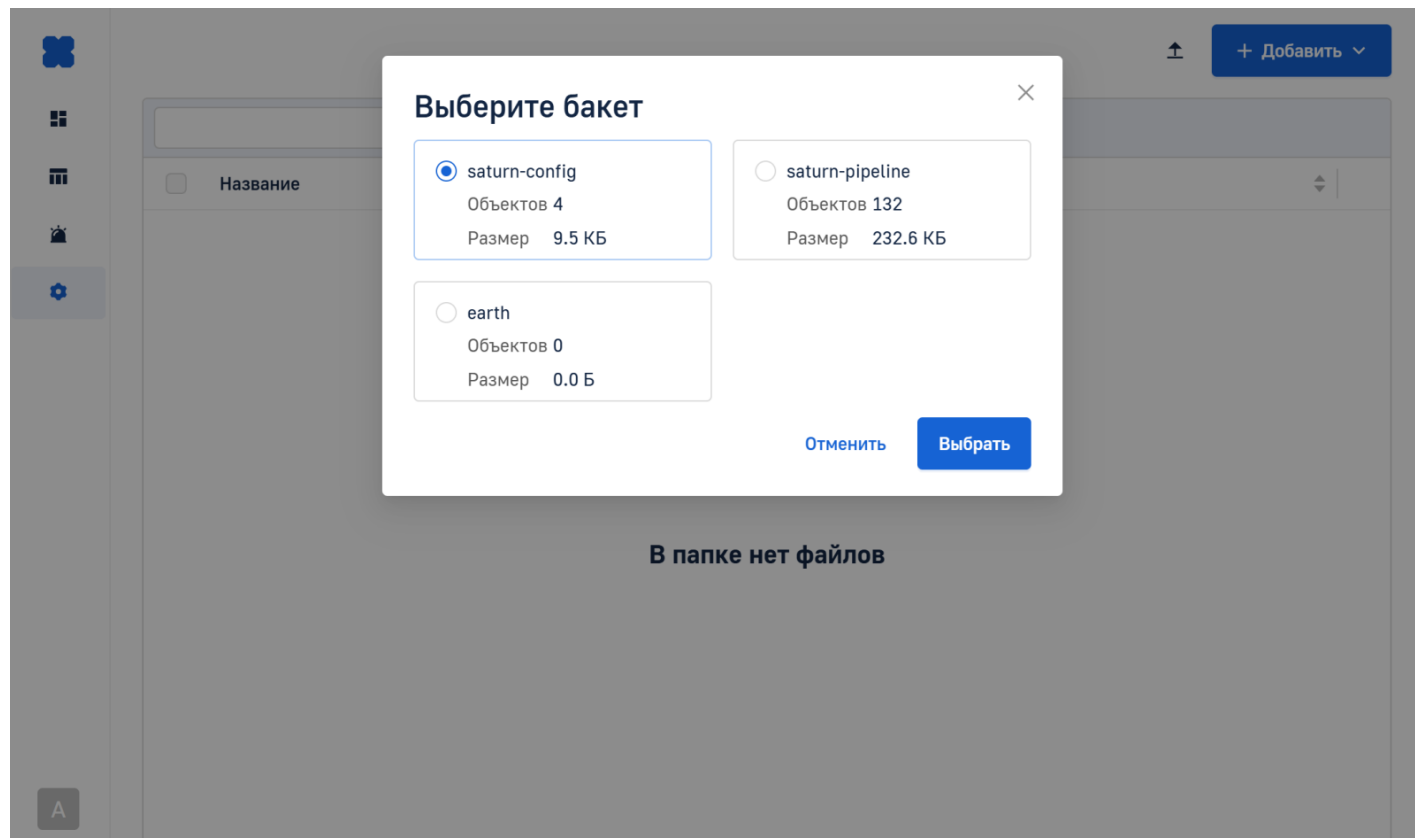 + Добавить
Выберите бакет
Название
saturn-config
Объектов 4
Размер 9.5 КБ
saturn-pipeline
Объектов 132
Размер 232.6 КБ
earth
Объектов 0
Размер 0.0 Б
Отменить
Выбрать
В папке нет файлов
A